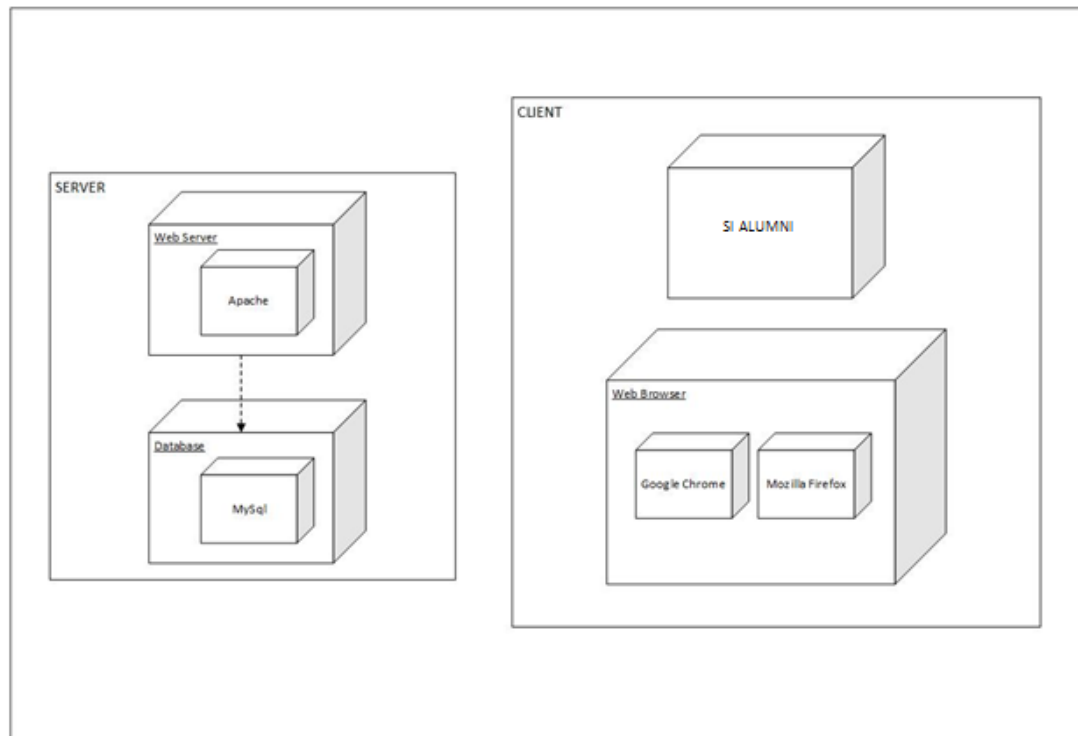 SERVER
Web Server
Apache
Database
MySql
CLIENT
SI ALUMNI
Web Browser
Google Chrome
Mozilla Firefox